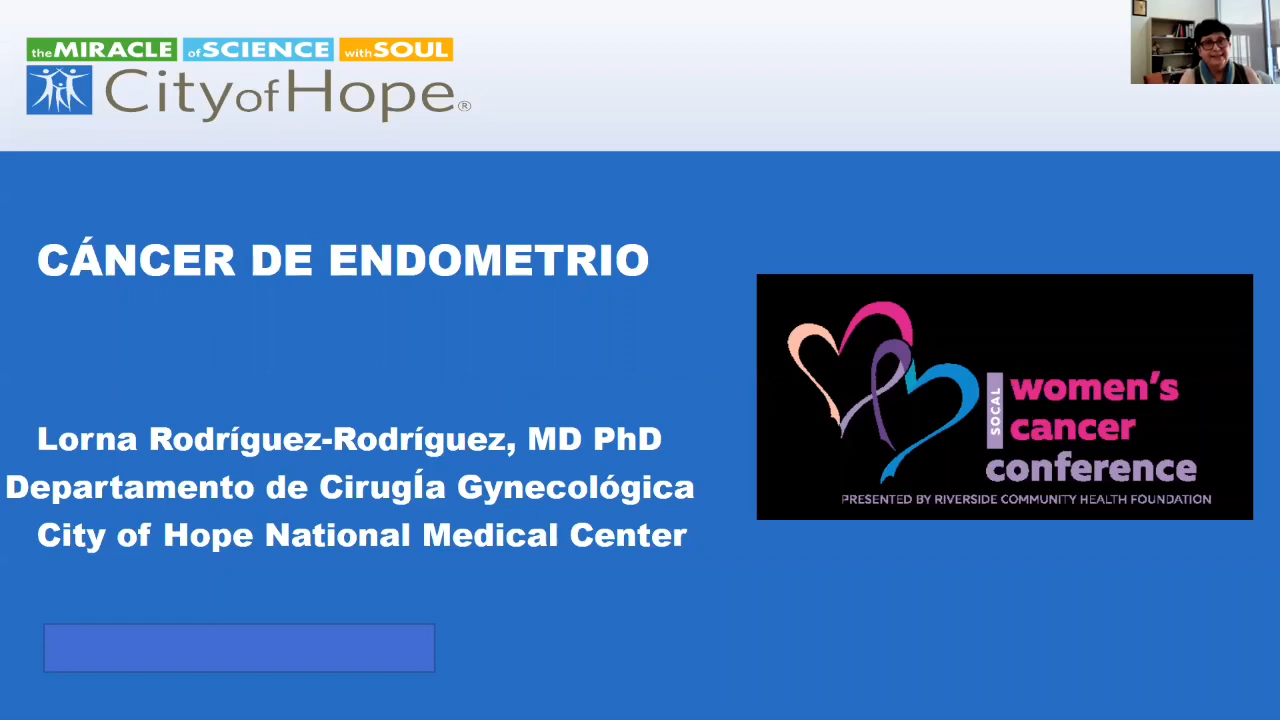 the MIRACLE of SCIENCE with SOUL
City of Hope®
CÁNCER DE ENDOMETRIO
Lorna Rodríguez-Rodríguez, MD PhD
Departamento de CirugÍa Gynecológica
City of Hope National Medical Center
SOCAL
women's
cancer
conference
PRESENTED BY RIVERSIDE COMMUNITY HEALTH FOUNDATION